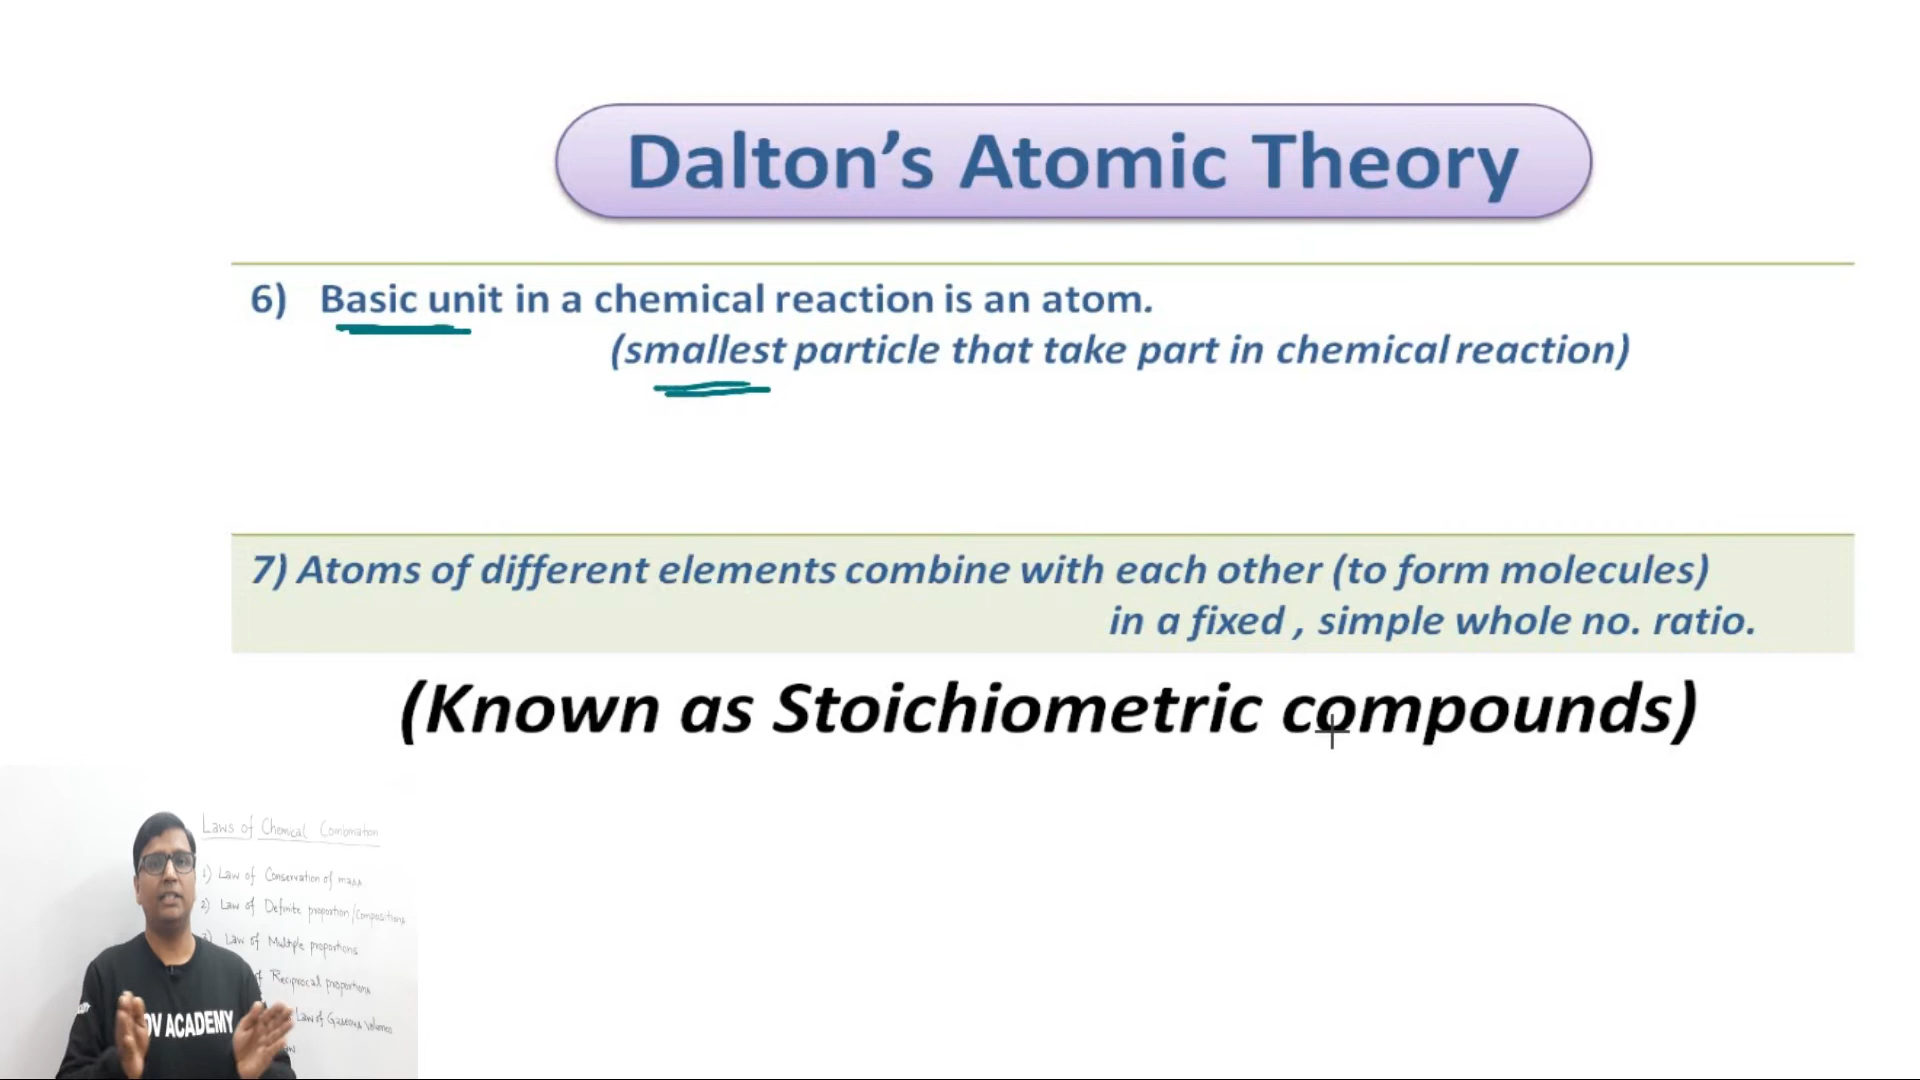 Dalton’s Atomic Theory
6) Basic unit in a chemical reaction is an atom.
(smallest particle that take part in chemical reaction)
7) Atoms of different elements combine with each other (to form molecules)
in a fixed , simple whole no. ratio.
(Known as Stoichiometric compounds)
Laws of Chemical Combination
1) Law of Conservation of mass
2) Law of Definite proportion/Compositions
3) Law of Multiple proportions
of Reciprocal proportions
Law of Gaseous Volumes
DV ACADEMY